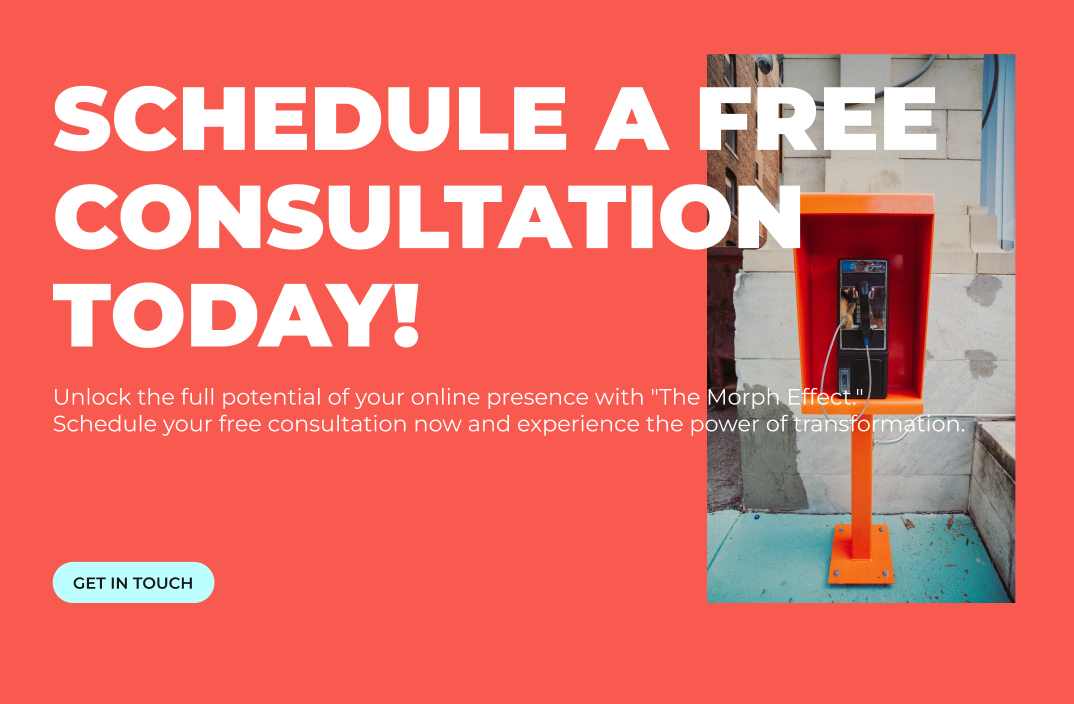 SCHEDULE A FREE
CONSULTATION
TODAY!
Unlock the full potential of your online presence with "The Morph Effect."
Schedule your free consultation now and experience the power of transformation.
GET IN TOUCH